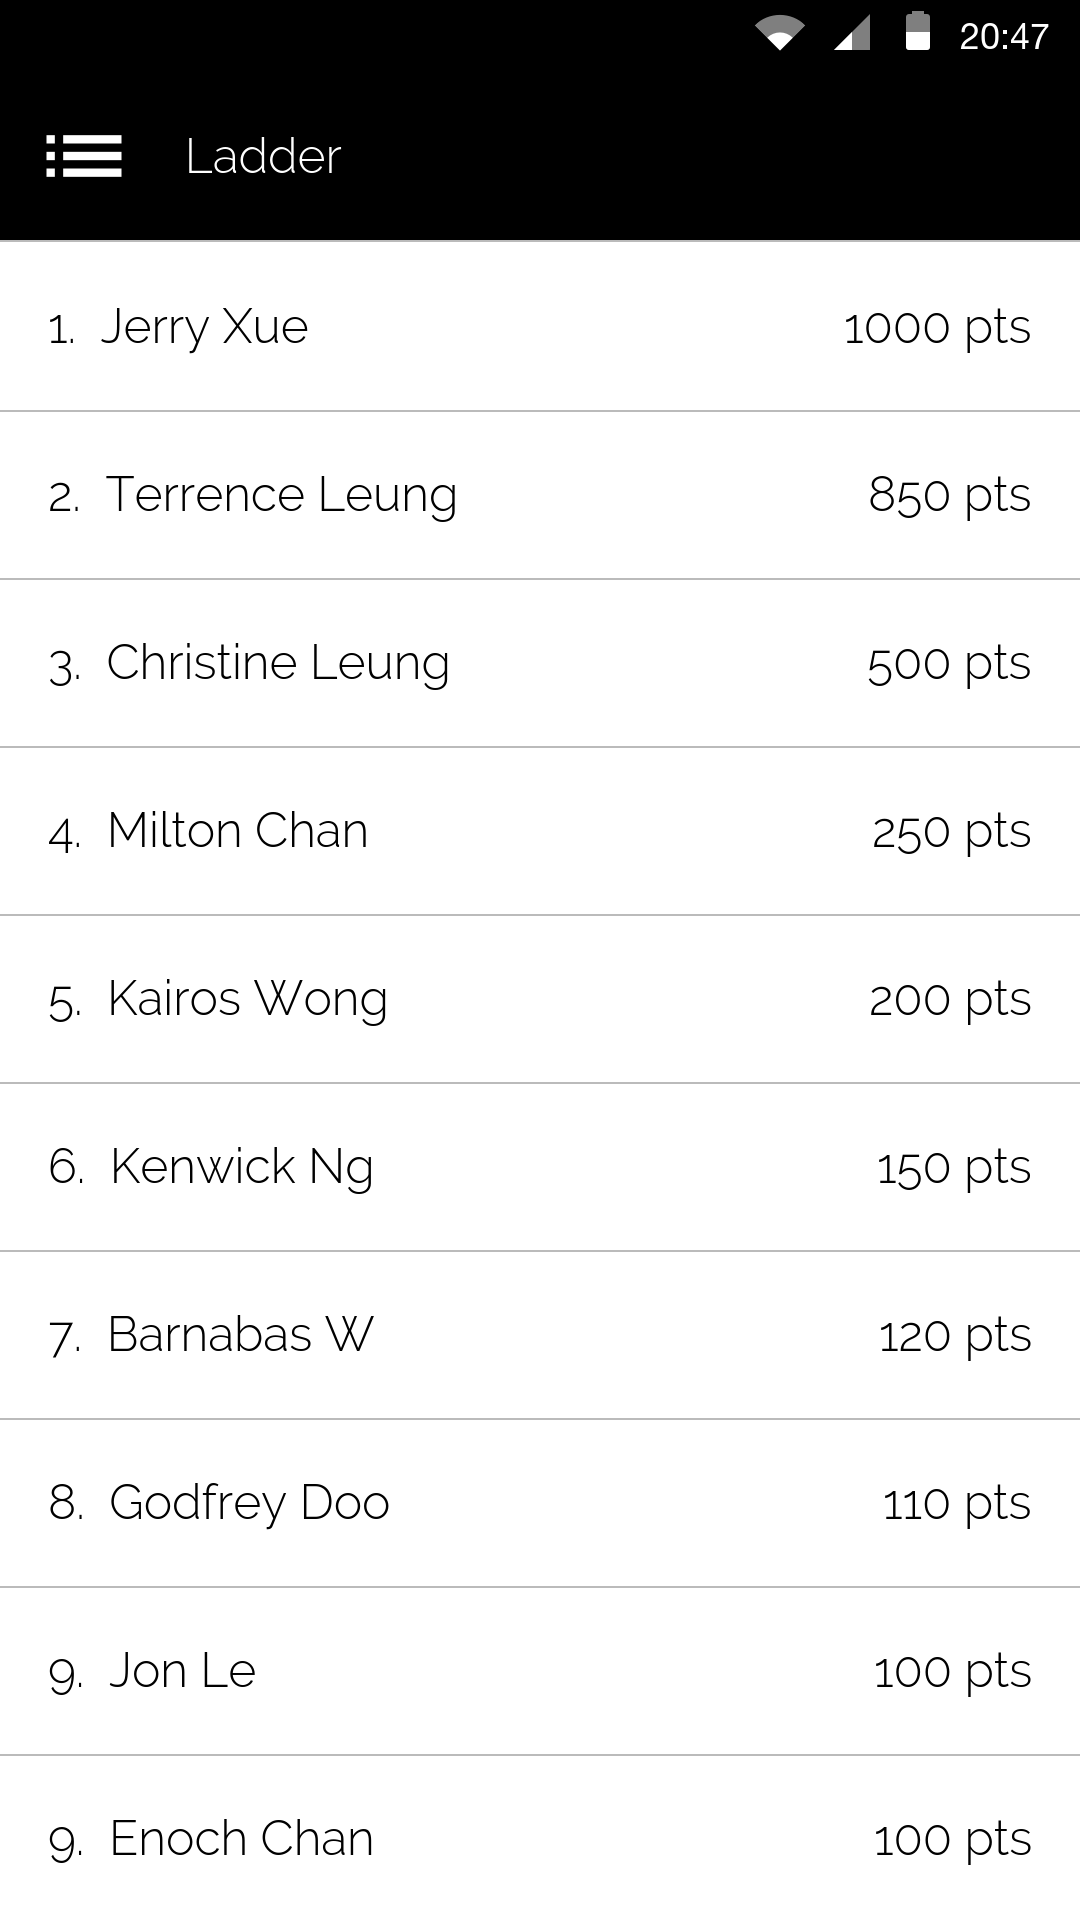 20:47
Ladder
1. Jerry Xue 1000 pts
2. Terrence Leung 850 pts
3. Christine Leung 500 pts
4. Milton Chan 250 pts
5. Kairos Wong 200 pts
6. Kenwick Ng 150 pts
7. Barnabas W 120 pts
8. Godfrey Doo 110 pts
9. Jon Le 100 pts
9. Enoch Chan 100 pts